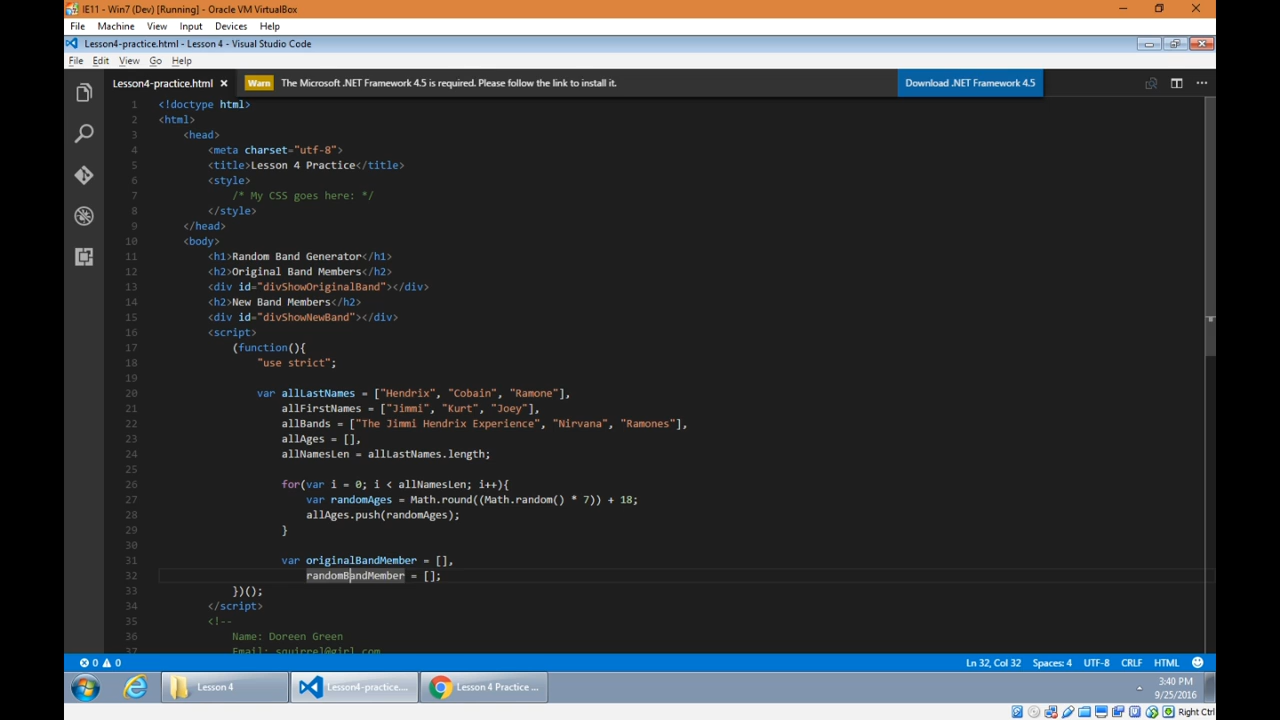 IE11 - Win7 (Dev) [Running] - Oracle VM VirtualBox
File Machine View Input Devices Help
Lesson4-practice.html - Lesson 4 - Visual Studio Code
File Edit View Go Help
Lesson4-practice.html × Warn The Microsoft .NET Framework 4.5 is required. Please follow the link to install it. Download .NET Framework 4.5
1 <!doctype html>
2 <html>
3 <head>
4 <meta charset="utf-8">
5 <title>Lesson 4 Practice</title>
6 <style>
7 /* My CSS goes here: */
8 </style>
9 </head>
10 <body>
11 <h1>Random Band Generator</h1>
12 <h2>Original Band Members</h2>
13 <div id="divShowOriginalBand"></div>
14 <h2>New Band Members</h2>
15 <div id="divShowNewBand"></div>
16 <script>
17 (function(){
18 "use strict";
19
20 var allLastNames = ["Hendrix", "Cobain", "Ramone"],
21 allFirstNames = ["Jimmi", "Kurt", "Joey"],
22 allBands = ["The Jimmi Hendrix Experience", "Nirvana", "Ramones"],
23 allAges = [],
24 allNamesLen = allLastNames.length;
25
26 for(var i = 0; i < allNamesLen; i++){
27 var randomAges = Math.round((Math.random() * 7)) + 18;
28 allAges.push(randomAges);
29 }
30
31 var originalBandMember = [],
32 randomBandMember = [];
33 })();
34 </script>
35 <!--
36 Name: Doreen Green
37 Email: squirrel@girl.com
0 0 Ln 32, Col 32 Spaces: 4 UTF-8 CRLF HTML
Lesson 4 Lesson4-practice.... Lesson 4 Practice ... 3:40 PM
9/25/2016
Right Ctrl